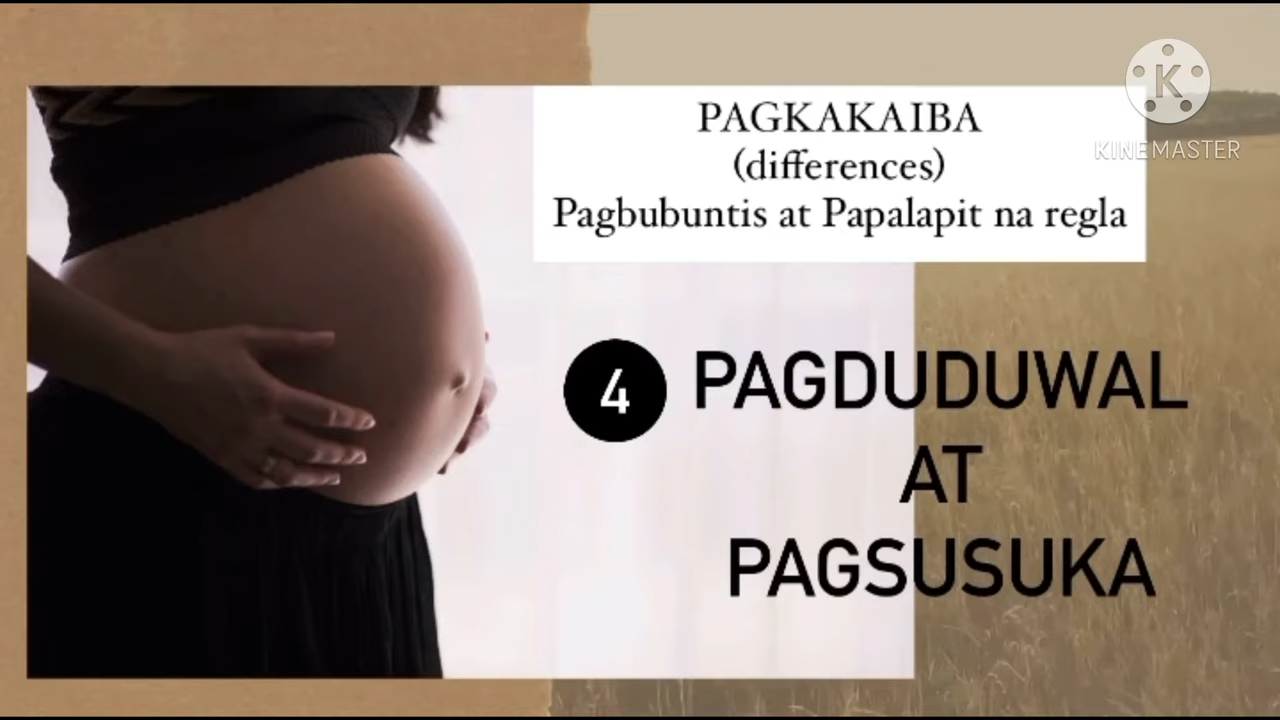 PAGKAKAIBA
(differences)
Pagbubuntis at Papalapit na regla
K
KINEMASTER
4 PAGDUDUWAL
AT
PAGSUSUKA